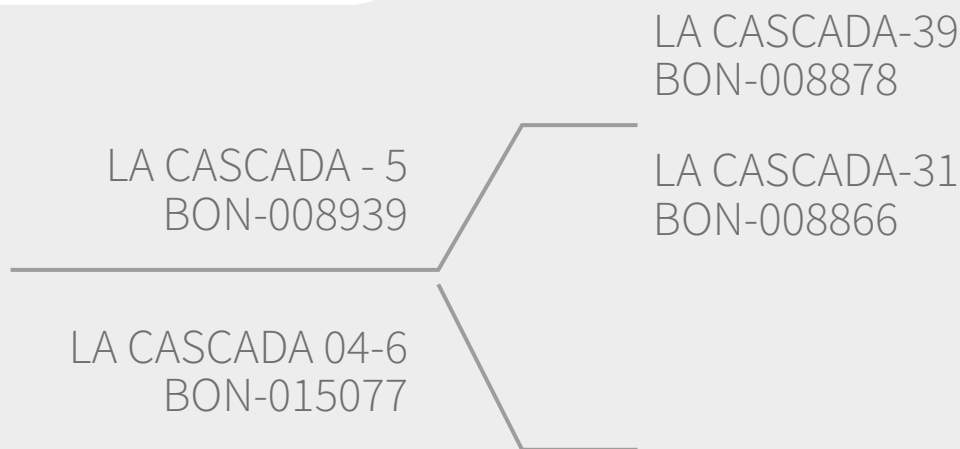 LA CASCADA - 5
BON-008939
LA CASCADA 04-6
BON-015077
LA CASCADA-39
BON-008878
LA CASCADA-31
BON-008866